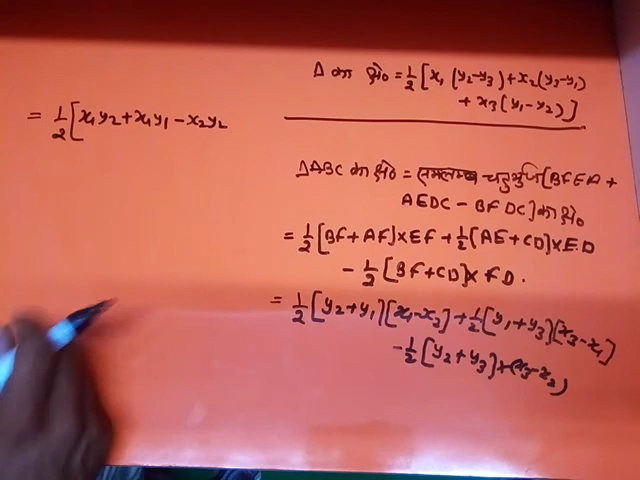 Δ का क्षे० = 1/2 [x₁ (y₂-y₃) + x₂ (y₃-y₁)
+ x₃ (y₁-y₂)]
= 1/2 [x₁y₂ + x₁y₁ - x₂y₂
ΔABC का क्षे० = समलम्ब चतुर्भुज [BFEA +
AEDC - BFDC] का क्षे०
= 1/2 [BF + AF] × EF + 1/2 (AE + CD] × ED
- 1/2 [BF + CD] × FD.
= 1/2 [y₂ + y₁] [x₁ - x₂] + 1/2 [y₁ + y₃] [x₃ - x₁]
- 1/2 [y₂ + y₃] + (x₃ - x₂)